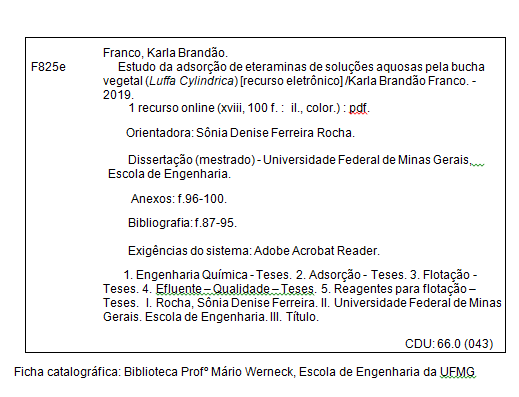 Franco, Karla Brandão.
F825e Estudo da adsorção de eteraminas de soluções aquosas pela bucha
vegetal (Luffa Cylindrica) [recurso eletrônico] /Karla Brandão Franco. -
2019.
1 recurso online (xviii, 100 f. : il., color.) : pdf.
Orientadora: Sônia Denise Ferreira Rocha.
Dissertação (mestrado) - Universidade Federal de Minas Gerais,
Escola de Engenharia.
Anexos: f.96-100.
Bibliografia: f.87-95.
Exigências do sistema: Adobe Acrobat Reader.
1. Engenharia Química - Teses. 2. Adsorção - Teses. 3. Flotação -
Teses. 4. Efluente – Qualidade – Teses. 5. Reagentes para flotação –
Teses. I. Rocha, Sônia Denise Ferreira. II. Universidade Federal de Minas
Gerais. Escola de Engenharia. III. Título.
CDU: 66.0 (043)
Ficha catalográfica: Biblioteca Profº Mário Werneck, Escola de Engenharia da UFMG